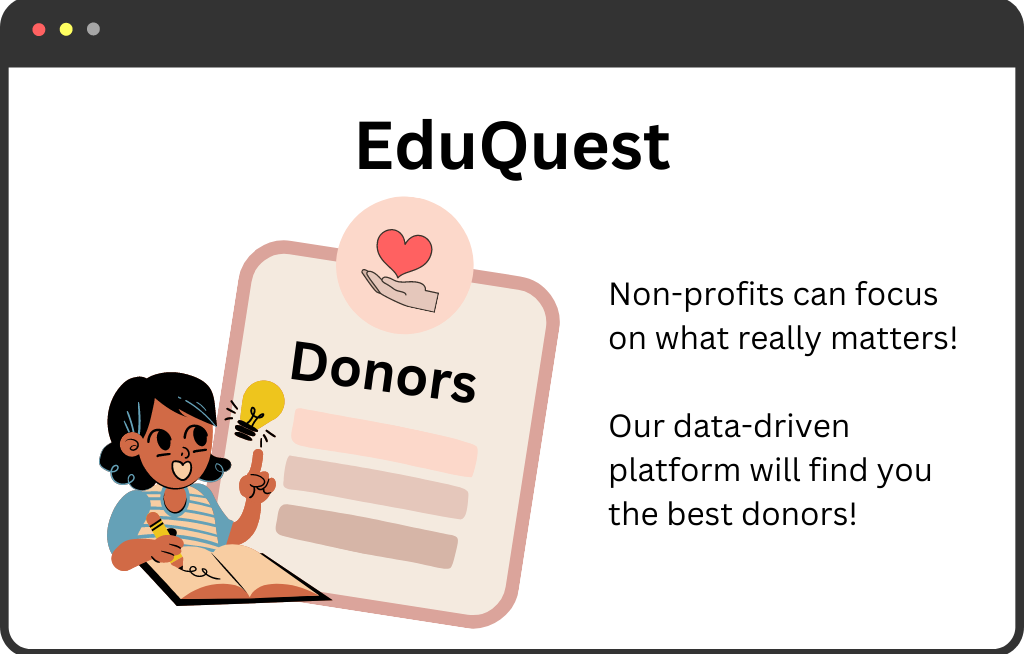 EduQuest
Donors
Non-profits can focus
on what really matters!
Our data-driven
platform will find you
the best donors!